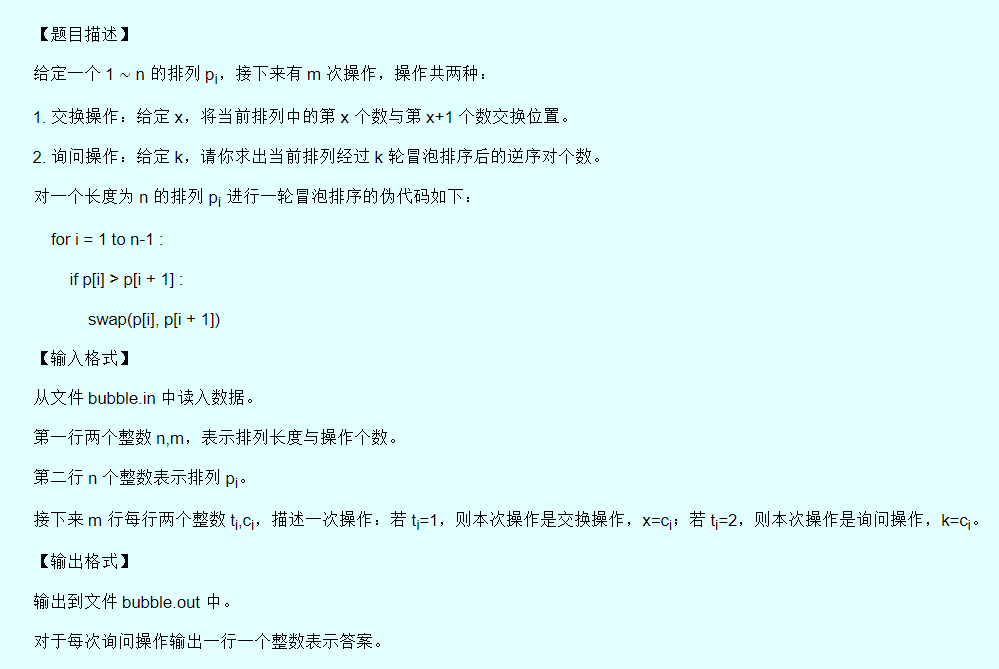 【题目描述】
给定一个 1 ~ n 的排列 pi，接下来有 m 次操作，操作共两种：
1. 交换操作：给定 x，将当前排列中的第 x 个数与第 x+1 个数交换位置。
2. 询问操作：给定 k，请你求出当前排列经过 k 轮冒泡排序后的逆序对个数。
对一个长度为 n 的排列 pi 进行一轮冒泡排序的伪代码如下：
for i = 1 to n-1 :
if p[i] > p[i + 1] :
swap(p[i], p[i + 1])
【输入格式】
从文件 bubble.in 中读入数据。
第一行两个整数 n,m，表示排列长度与操作个数。
第二行 n 个整数表示排列 pi。
接下来 m 行每行两个整数 ti,ci，描述一次操作：若 ti=1，则本次操作是交换操作，x=ci；若 ti=2，则本次操作是询问操作，k=ci。
【输出格式】
输出到文件 bubble.out 中。
对于每次询问操作输出一行一个整数表示答案。